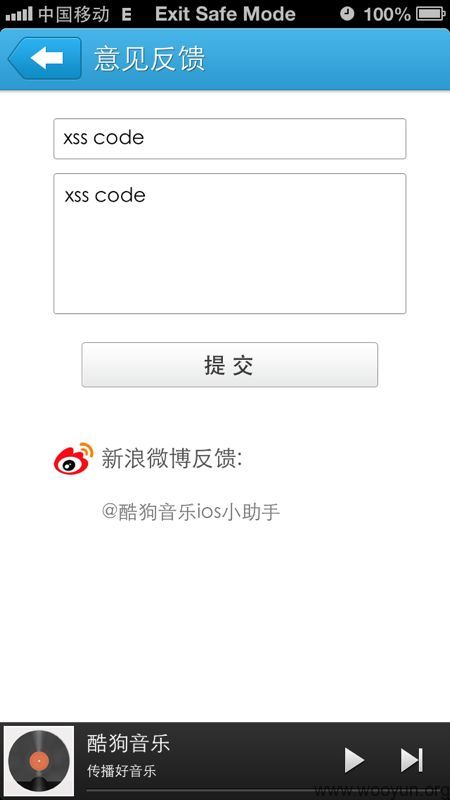 中国移动 E Exit Safe Mode 100%
意见反馈
xss code
xss code
提 交
新浪微博反馈:
@酷狗音乐ios小助手
酷狗音乐
传播好音乐
www.wooyun.org